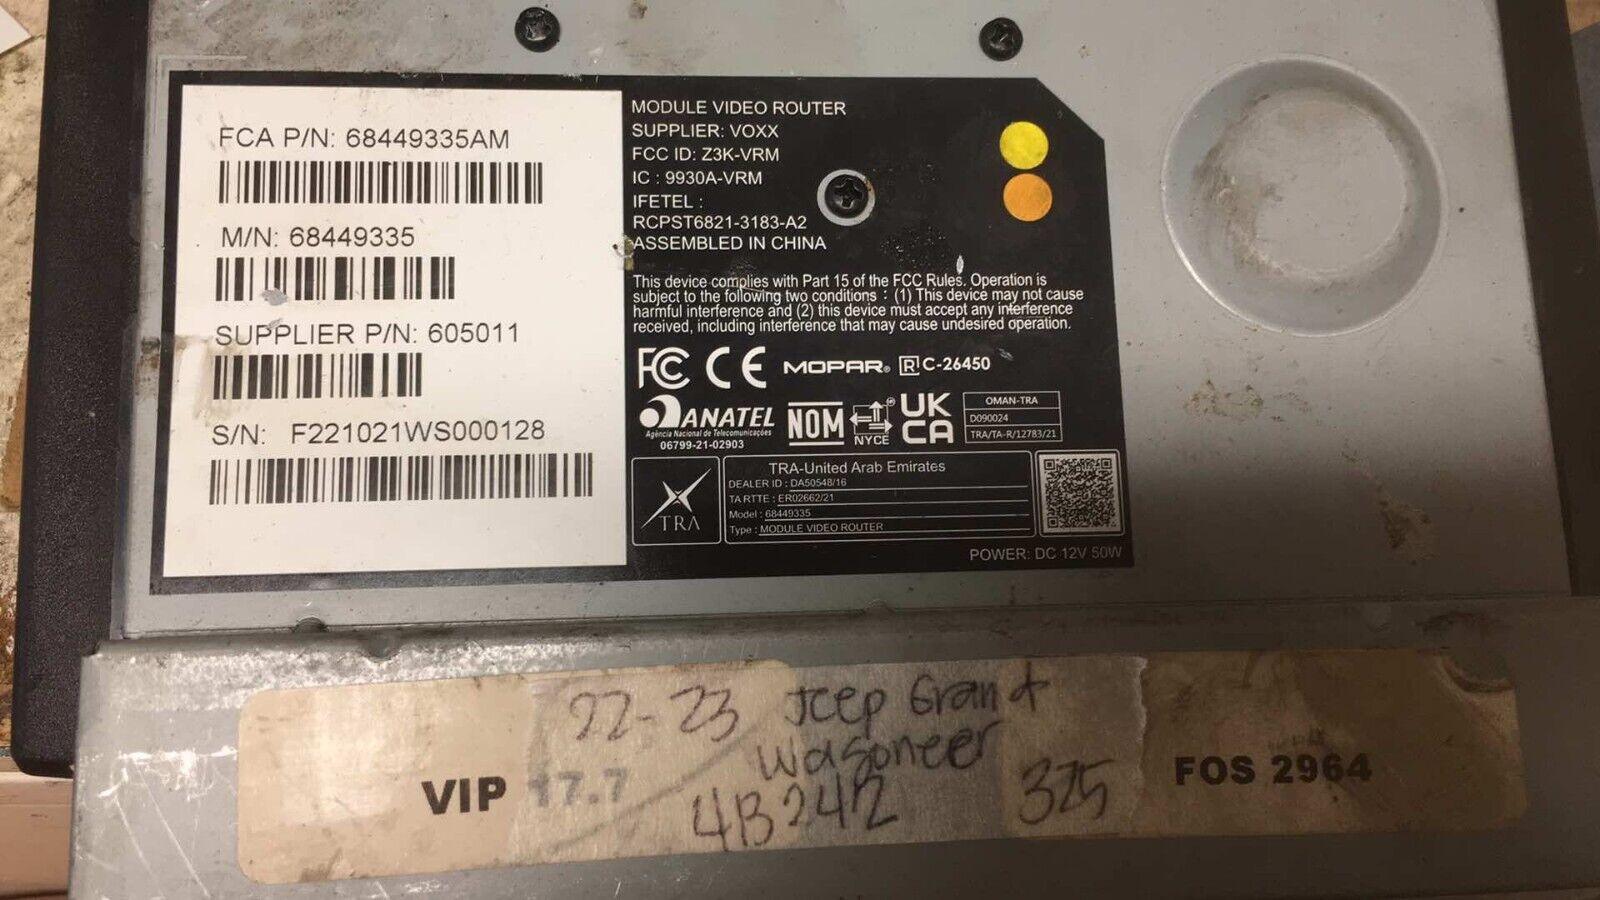 FCA P/N: 68449335AM
M/N: 68449335
SUPPLIER P/N: 605011
S/N: F221021WS000128
MODULE VIDEO ROUTER
SUPPLIER: VOXX
FCC ID: Z3K-VRM
IC : 9930A-VRM
IFETEL :
RCPST6821-3183-A2
ASSEMBLED IN CHINA
This device complies with Part 15 of the FCC Rules. Operation is
subject to the following two conditions : (1) This device may not cause
harmful interference and (2) this device must accept any interference
received, including interference that may cause undesired operation.
FCC CE MOPAR® R C-26450
ANATEL
Agência Nacional de Telecomunicações
06799-21-02903
NOM
NYCE
UK
CA
OMAN-TRA
D090024
TRA/TA-R/12783/21
TRA
TRA-United Arab Emirates
DEALER ID : DA50548/16
TA RTTE : ER02662/21
Model : 68449335
Type : MODULE VIDEO ROUTER
POWER: DC 12V 50W
22-23 Jeep Grand
Wagoneer
VIP 17.7
4B242
325
FOS 2964